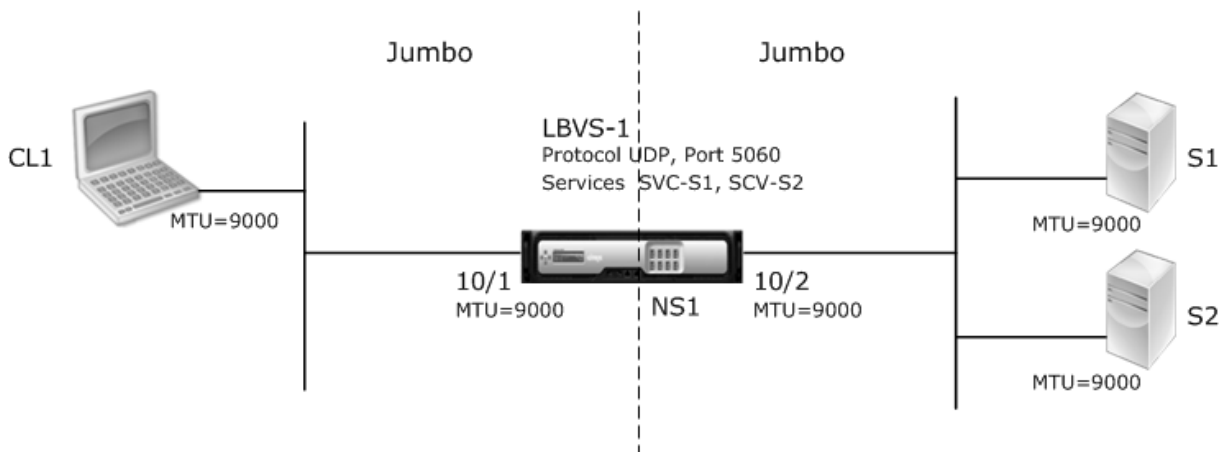 Jumbo
Jumbo
CL1
MTU=9000
LBVS-1
Protocol UDP, Port 5060
Services SVC-S1, SCV-S2
10/1
MTU=9000
NS1
10/2
MTU=9000
S1
MTU=9000
S2
MTU=9000